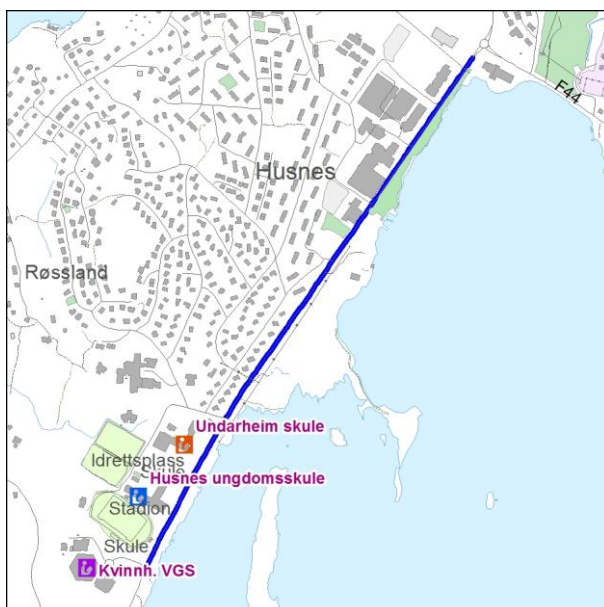 F44
Husnes
Røssland
Undarheim skule
Idrettsplass
Skule
Husnes ungdomsskule
Stadion
Skule
Kvinnh. VGS